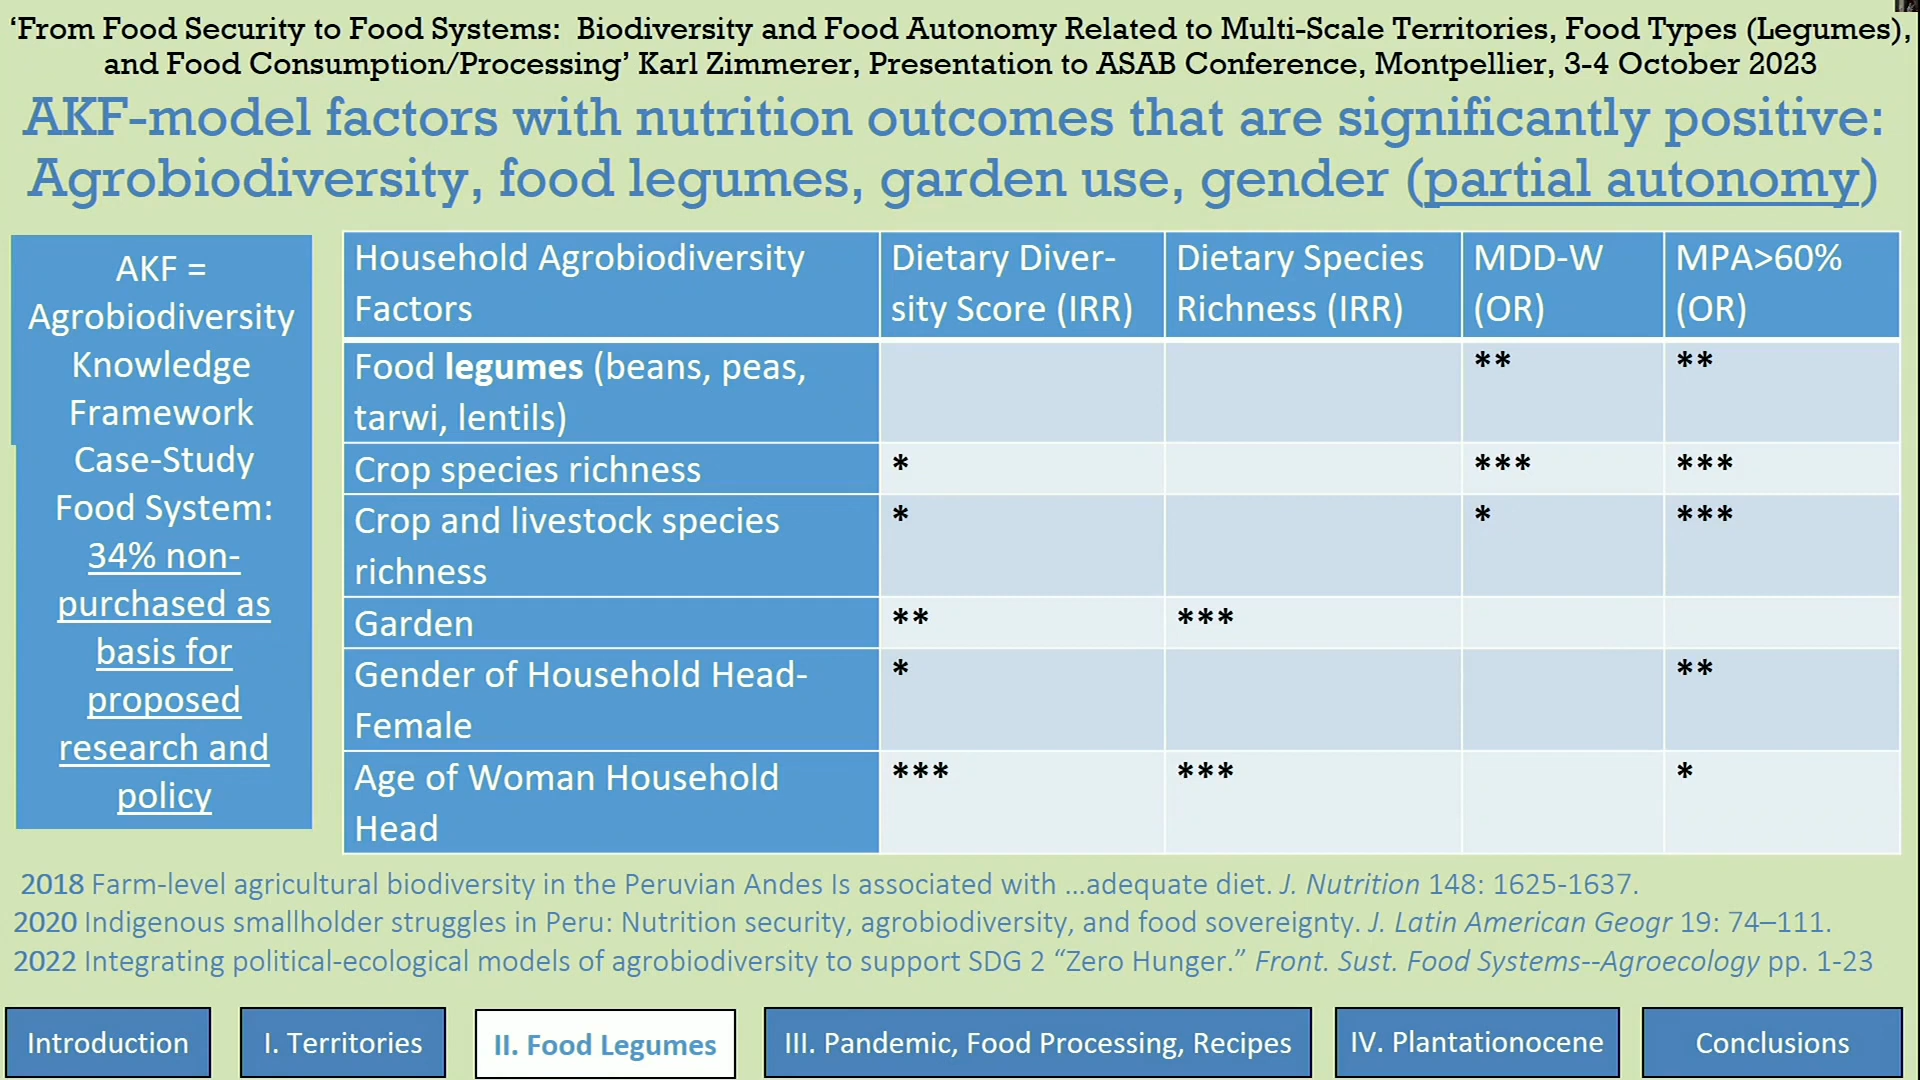 ‘From Food Security to Food Systems: Biodiversity and Food Autonomy Related to Multi-Scale Territories, Food Types (Legumes),
and Food Consumption/Processing’ Karl Zimmerer, Presentation to ASAB Conference, Montpellier, 3-4 October 2023
AKF-model factors with nutrition outcomes that are significantly positive:
Agrobiodiversity, food legumes, garden use, gender (partial autonomy)
AKF =
Agrobiodiversity
Knowledge
Framework
Case-Study
Food System:
34% non-
purchased as
basis for
proposed
research and
policy
Household Agrobiodiversity
Factors
Dietary Diver-
sity Score (IRR)
Dietary Species
Richness (IRR)
MDD-W
(OR)
MPA>60%
(OR)
Food legumes (beans, peas,
tarwi, lentils)
** **
Crop species richness * *** ***
Crop and livestock species
richness
* * ***
Garden ** ***
Gender of Household Head-
Female
* **
Age of Woman Household
Head
*** *** *
2018 Farm-level agricultural biodiversity in the Peruvian Andes Is associated with ...adequate diet. J. Nutrition 148: 1625-1637.
2020 Indigenous smallholder struggles in Peru: Nutrition security, agrobiodiversity, and food sovereignty. J. Latin American Geogr 19: 74–111.
2022 Integrating political-ecological models of agrobiodiversity to support SDG 2 “Zero Hunger.” Front. Sust. Food Systems--Agroecology pp. 1-23
Introduction
I. Territories
II. Food Legumes
III. Pandemic, Food Processing, Recipes
IV. Plantationocene
Conclusions